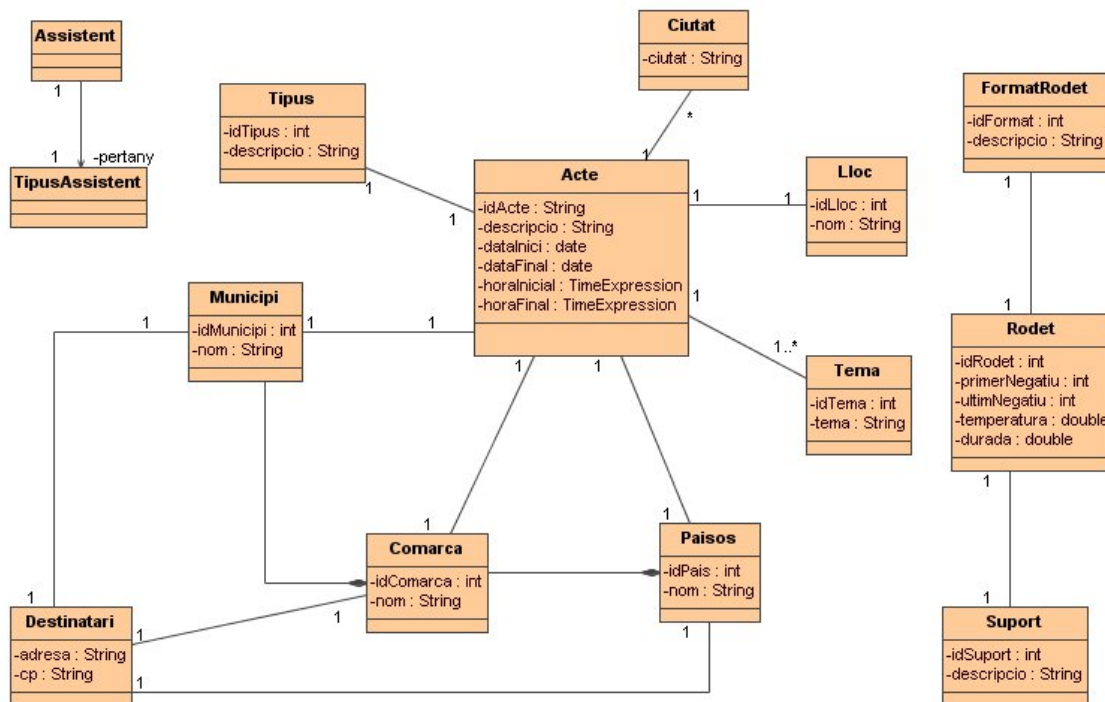 Assistent
1
1
-pertany
TipusAssistent
Tipus
-idTipus : int
-descripcio : String
1
1
Ciutat
-ciutat : String
*
1
Acte
-idActe : String
-descripcio : String
-dataInici : date
-dataFinal : date
-horaInicial : TimeExpression
-horaFinal : TimeExpression
1
1
Lloc
-idLloc : int
-nom : String
1
1..*
Tema
-idTema : int
-tema : String
FormatRodet
-idFormat : int
-descripcio : String
1
1
Rodet
-idRodet : int
-primerNegatiu : int
-ultimNegatiu : int
-temperatura : double
-durada : double
1
1
Suport
-idSuport : int
-descripcio : String
Municipi
-idMunicipi : int
-nom : String
1
1
1
1
1
1
1
Comarca
-idComarca : int
-nom : String
Paisos
-idPais : int
-nom : String
1
1
1
1
1
Destinatari
-adresa : String
-cp : String